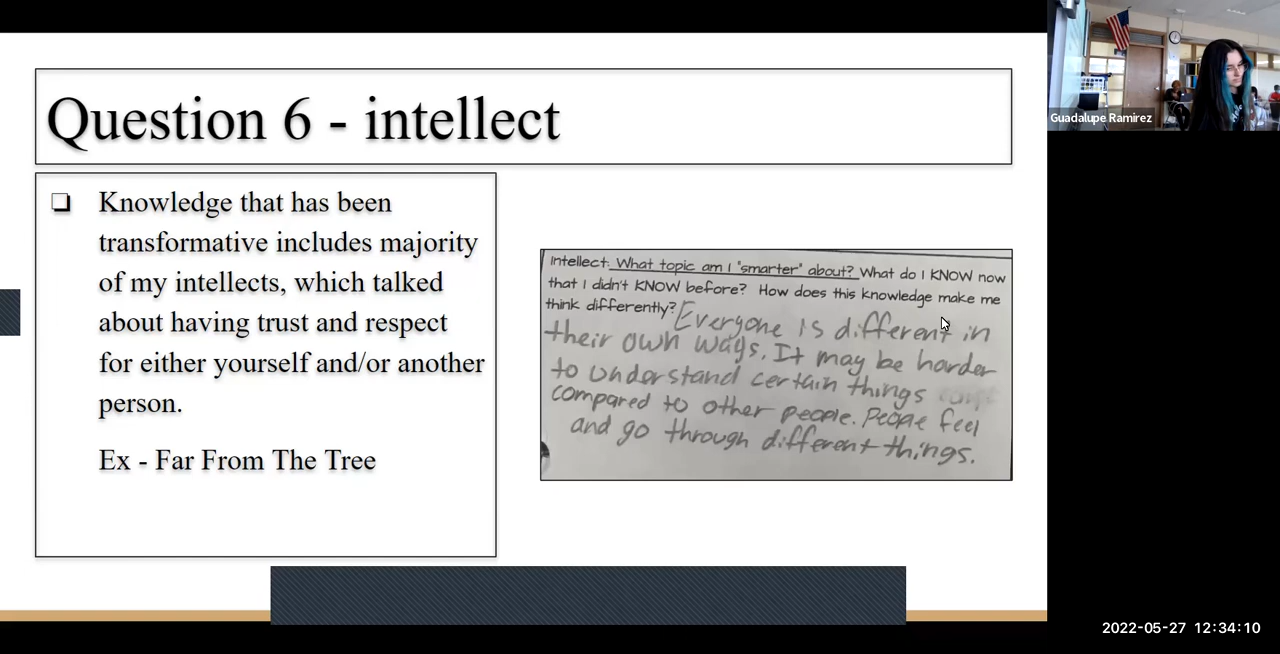 Question 6 - intellect
Knowledge that has been
transformative includes majority
of my intellects, which talked
about having trust and respect
for either yourself and/or another
person.
Ex - Far From The Tree
Intellect: What topic am I "smarter" about? What do I KNOW now
that I didn't KNOW before? How does this knowledge make me
think differently? Everyone is different in
their own ways. It may be harder
to understand certain things
compared to other people. People feel
and go through different things.
Guadalupe Ramirez
2022-05-27 12:34:10